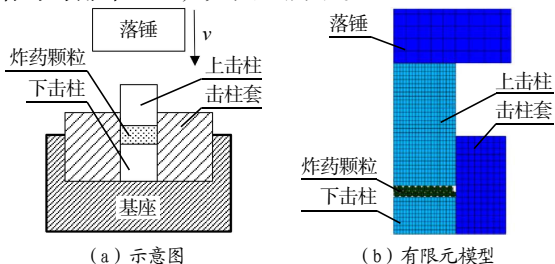 落锤
v
炸药颗粒
下击柱
上击柱
击柱套
基座
（a）示意图
落锤
上击柱
击柱套
炸药颗粒
下击柱
（b）有限元模型